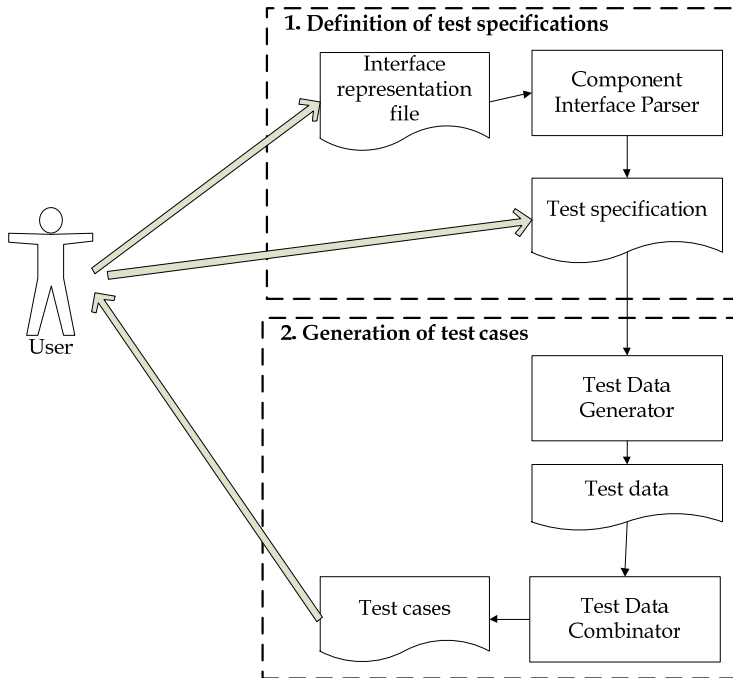 1. Definition of test specifications
Interface
representation
file
Component
Interface Parser
Test specification
User
2. Generation of test cases
Test Data
Generator
Test data
Test cases
Test Data
Combinator